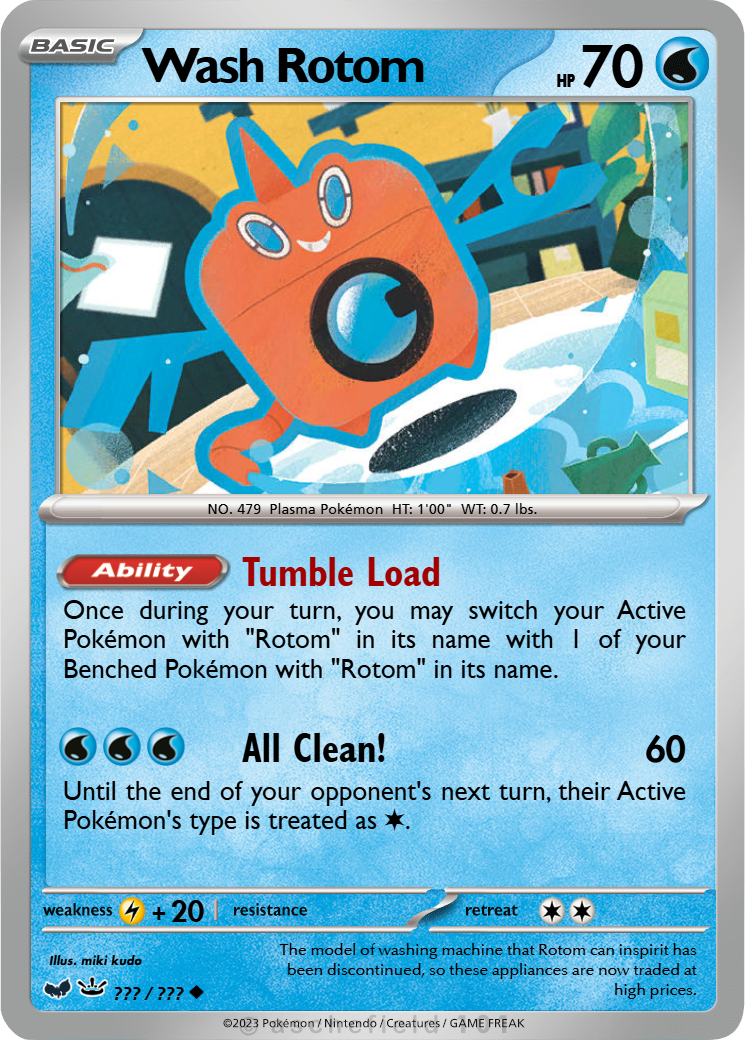 BASIC
Wash Rotom
HP 70
NO. 479 Plasma Pokémon HT: 1'00" WT: 0.7 lbs.
Ability Tumble Load
Once during your turn, you may switch your Active
Pokémon with "Rotom" in its name with 1 of your
Benched Pokémon with "Rotom" in its name.
All Clean! 60
Until the end of your opponent's next turn, their Active
Pokémon's type is treated as .
weakness + 20 resistance retreat
Illus. miki kudo
The model of washing machine that Rotom can inspirit has
been discontinued, so these appliances are now traded at
high prices.
??? / ???
©2023 Pokémon / Nintendo / Creatures / GAME FREAK